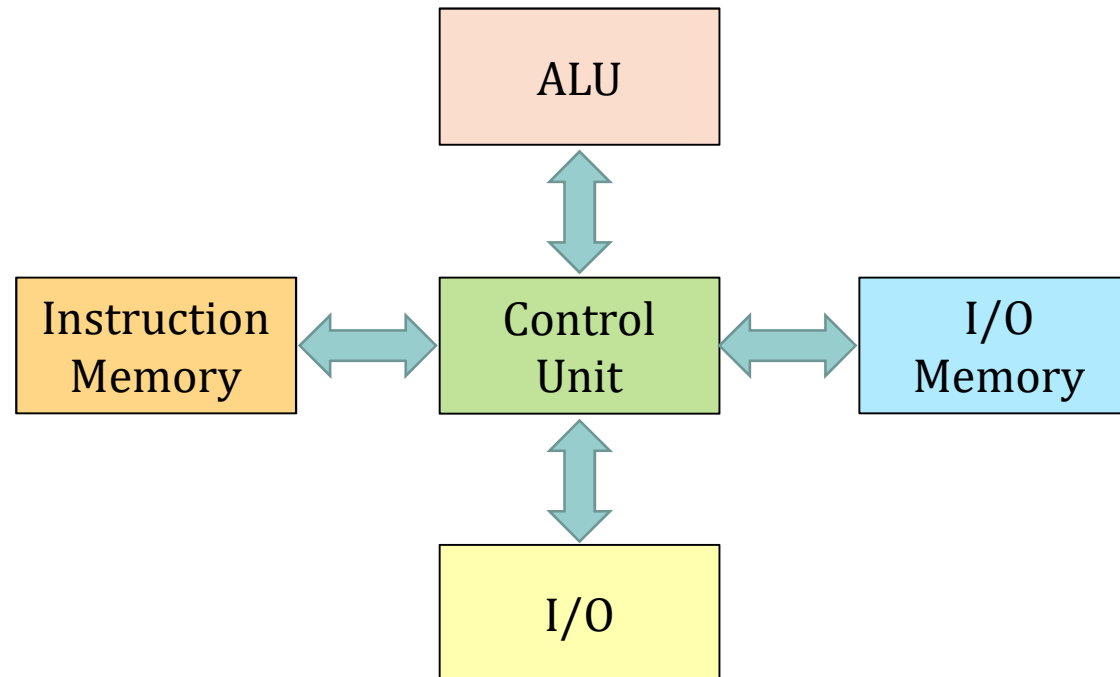 ALU
Instruction
Memory
Control
Unit
I/O
Memory
I/O